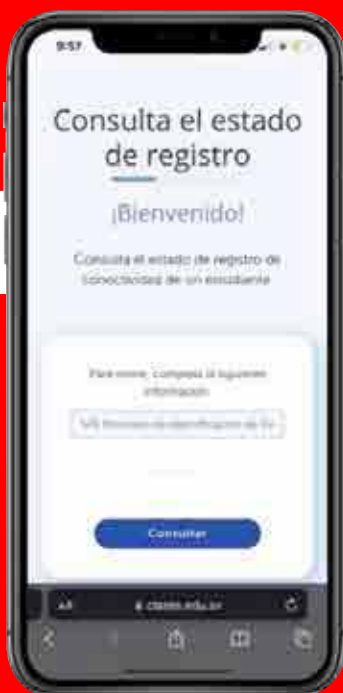 9:57
Consulta el estado
de registro
¡Bienvenido!
Consulta el estado de registro de
conectividad de un estudiante
Para iniciar, completa la siguiente
información
Consultar
AA